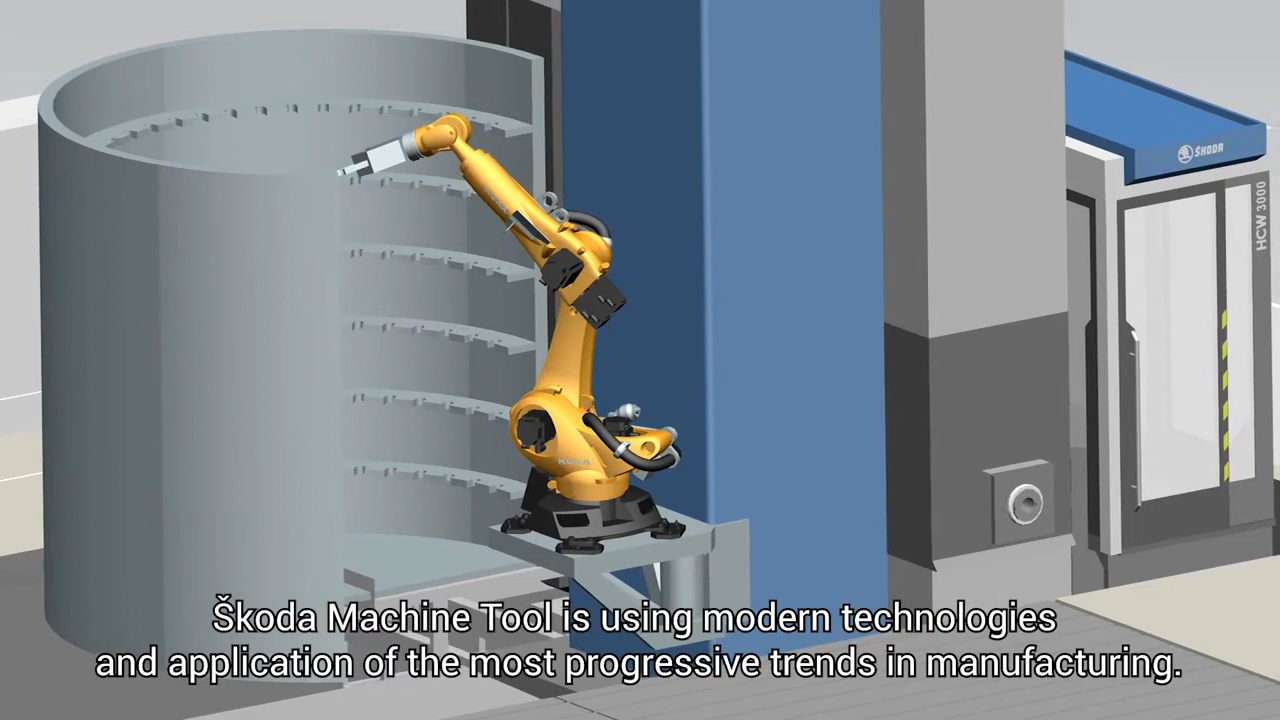 ŠKODA
HCW 3000
KUKA
Škoda Machine Tool is using modern technologies
and application of the most progressive trends in manufacturing.